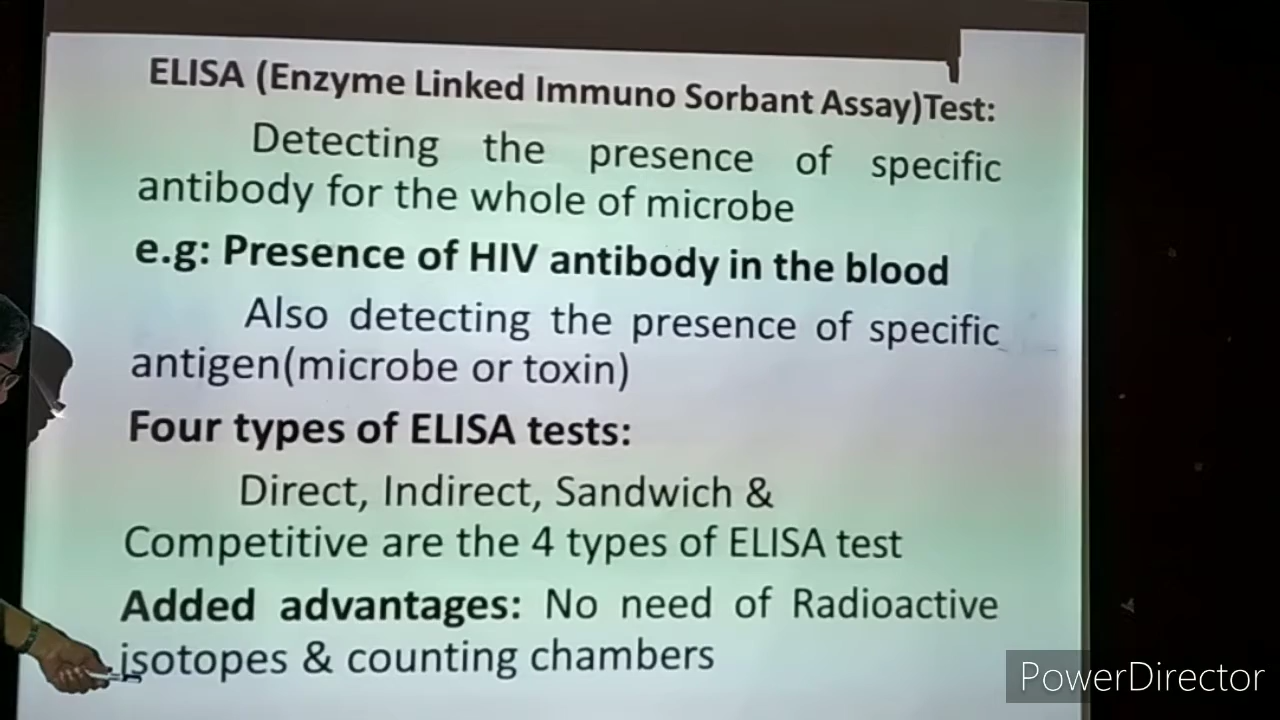 ELISA (Enzyme Linked Immuno Sorbant Assay)Test:
Detecting the presence of specific
antibody for the whole of microbe
e.g: Presence of HIV antibody in the blood
Also detecting the presence of specific
antigen(microbe or toxin)
Four types of ELISA tests:
Direct, Indirect, Sandwich &
Competitive are the 4 types of ELISA test
Added advantages: No need of Radioactive
isotopes & counting chambers
PowerDirector